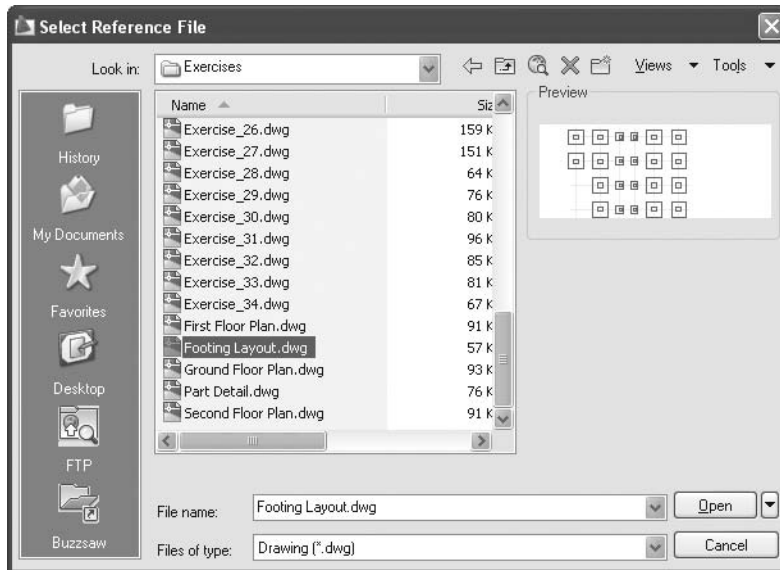 Select Reference File
Look in: Exercises Views Tools
History
My Documents
Favorites
Desktop
FTP
Buzzsaw
Name Siz
Exercise_26.dwg 159 K
Exercise_27.dwg 151 K
Exercise_28.dwg 64 K
Exercise_29.dwg 76 K
Exercise_30.dwg 80 K
Exercise_31.dwg 96 K
Exercise_32.dwg 85 K
Exercise_33.dwg 81 K
Exercise_34.dwg 67 K
First Floor Plan.dwg 91 K
Footing Layout.dwg 57 K
Ground Floor Plan.dwg 93 K
Part Detail.dwg 76 K
Second Floor Plan.dwg 91 K
Preview
File name: Footing Layout.dwg Open
Files of type: Drawing (*.dwg) Cancel